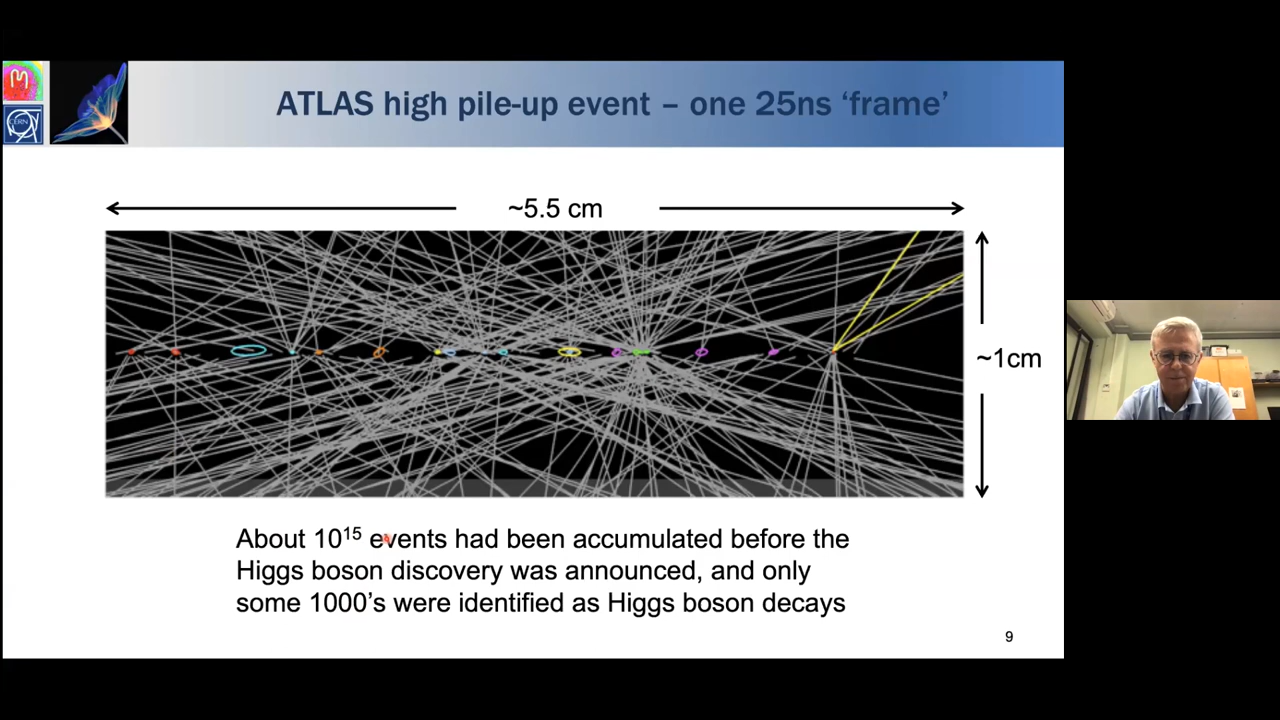 M
CERN
ATLAS high pile-up event – one 25ns ‘frame’
~5.5 cm
~1cm
About 10¹⁵ events had been accumulated before the
Higgs boson discovery was announced, and only
some 1000’s were identified as Higgs boson decays
9